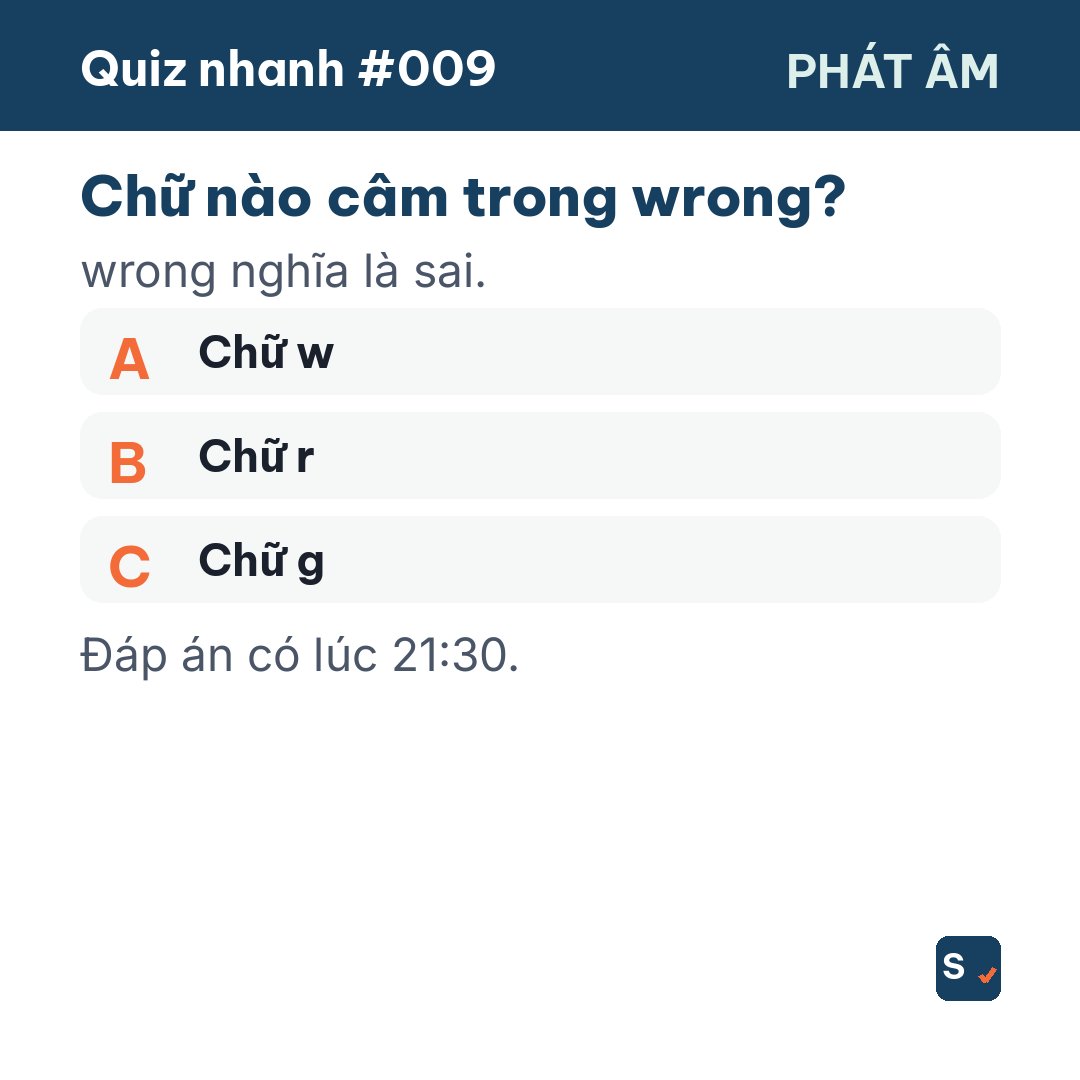 Quiz nhanh #009
PHÁT ÂM
Chữ nào câm trong wrong?
wrong nghĩa là sai.
A Chữ w
B Chữ r
C Chữ g
Đáp án có lúc 21:30.
S